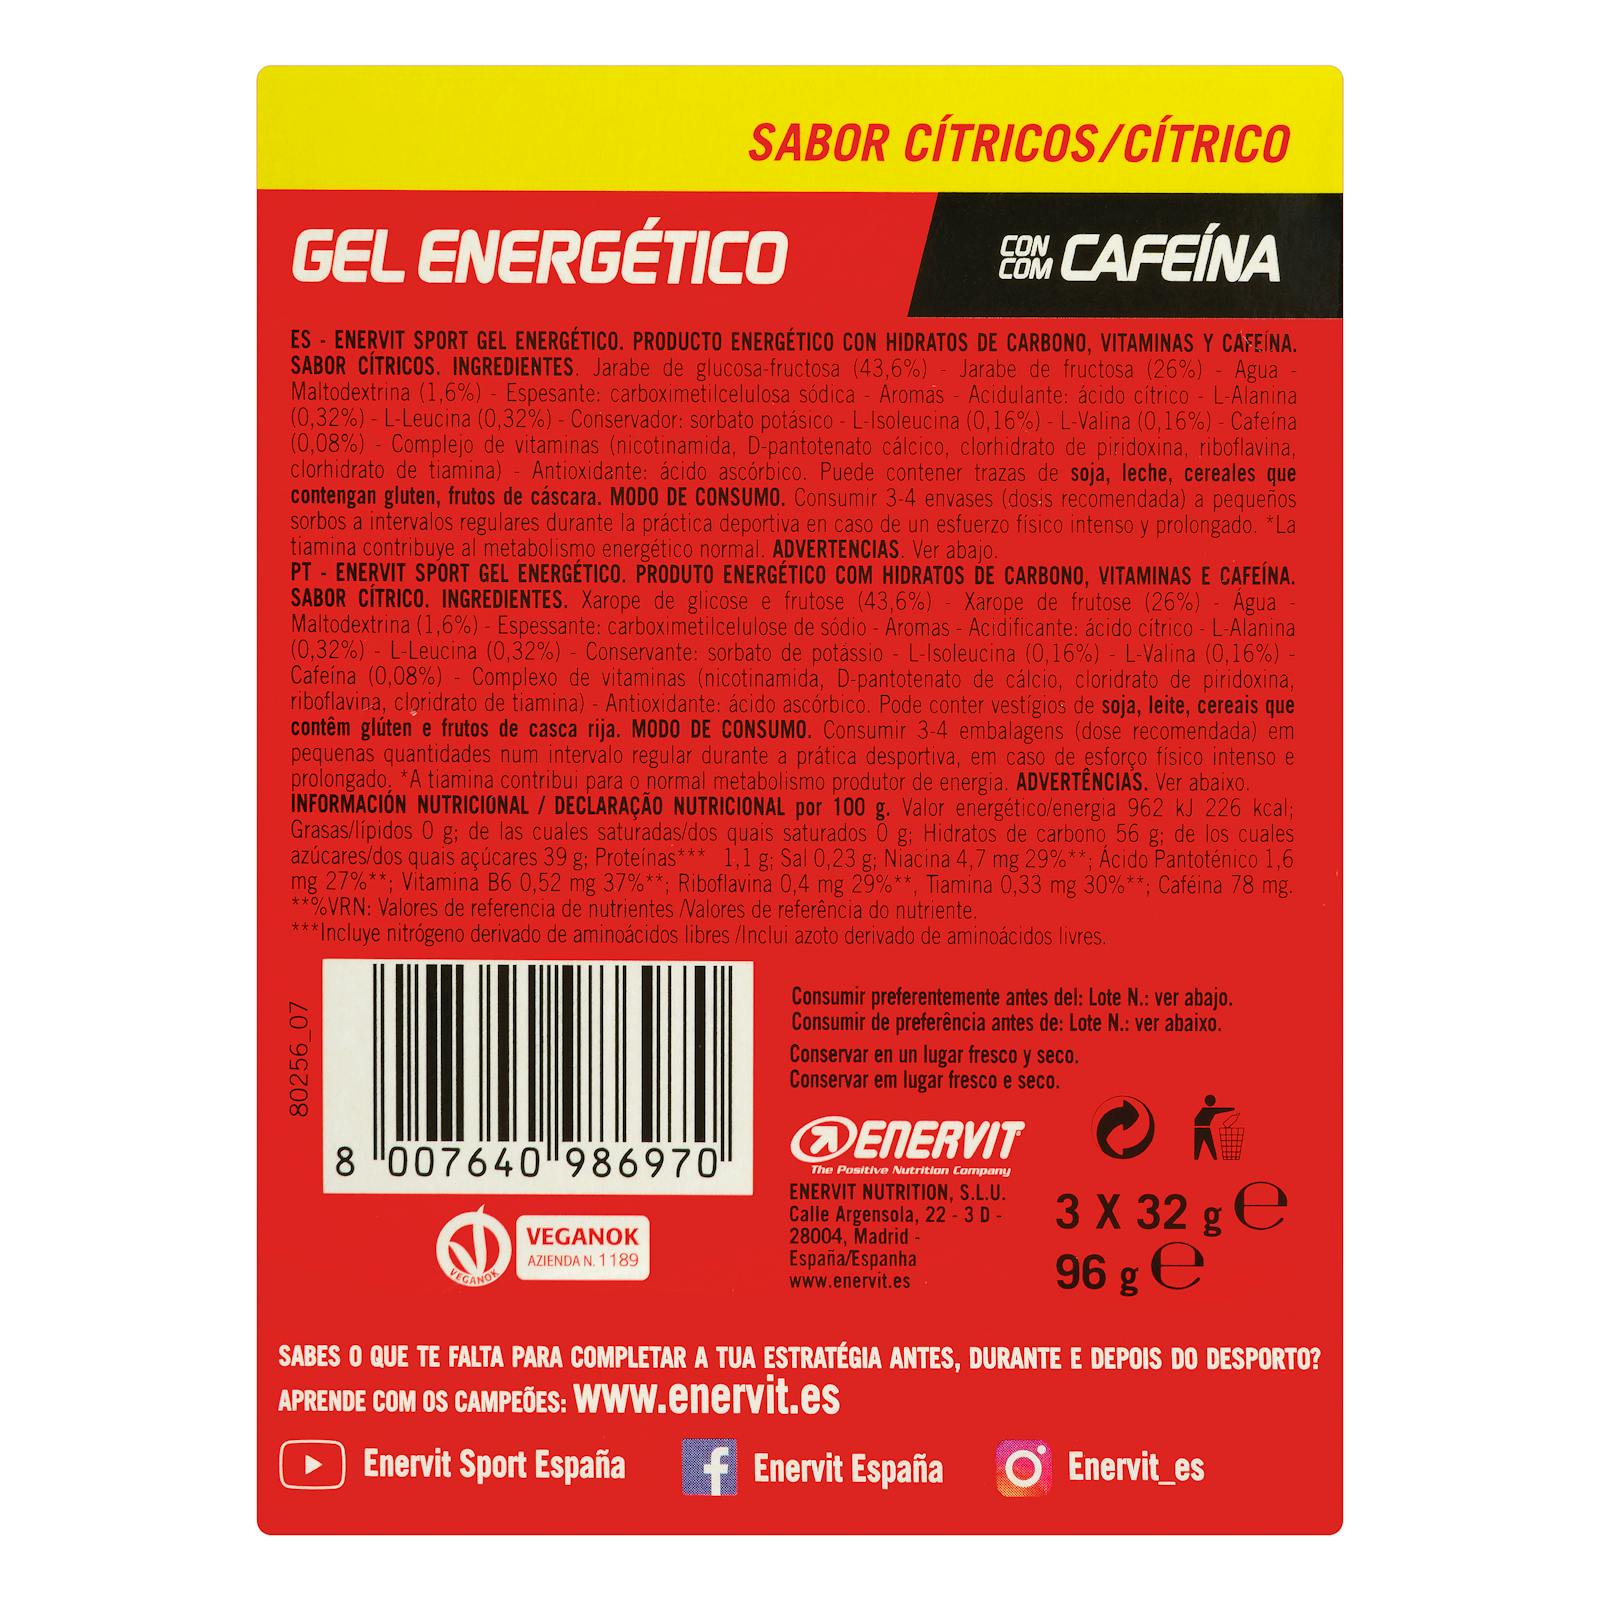 SABOR CÍTRICOS/CÍTRICO
GEL ENERGÉTICO
CON
COM CAFEÍNA
ES - ENERVIT SPORT GEL ENERGÉTICO. PRODUCTO ENERGÉTICO CON HIDRATOS DE CARBONO, VITAMINAS Y CAFEÍNA.
SABOR CÍTRICOS. INGREDIENTES. Jarabe de glucosa-fructosa (43,6%) - Jarabe de fructosa (26%) - Agua -
Maltodextrina (1,6%) - Espesante: carboximetilcelulosa sódica - Aromas - Acidulante: ácido cítrico - L-Alanina
(0,32%) - L-Leucina (0,32%) - Conservador: sorbato potásico - L-Isoleucina (0,16%) - L-Valina (0,16%) - Cafeína
(0,08%) - Complejo de vitaminas (nicotinamida, D-pantotenato cálcico, clorhidrato de piridoxina, riboflavina,
clorhidrato de tiamina) - Antioxidante: ácido ascórbico. Puede contener trazas de soja, leche, cereales que
contengan gluten, frutos de cáscara. MODO DE CONSUMO. Consumir 3-4 envases (dosis recomendada) a pequeños
sorbos a intervalos regulares durante la práctica deportiva en caso de un esfuerzo físico intenso y prolongado. *La
tiamina contribuye al metabolismo energético normal. ADVERTENCIAS. Ver abajo.
PT - ENERVIT SPORT GEL ENERGÉTICO. PRODUTO ENERGÉTICO COM HIDRATOS DE CARBONO, VITAMINAS E CAFEÍNA.
SABOR CÍTRICO. INGREDIENTES. Xarope de glicose e frutose (43,6%) - Xarope de frutose (26%) - Água -
Maltodextrina (1,6%) - Espessante: carboximetilcelulose de sódio - Aromas - Acidificante: ácido cítrico - L-Alanina
(0,32%) - L-Leucina (0,32%) - Conservante: sorbato de potássio - L-Isoleucina (0,16%) - L-Valina (0,16%) -
Cafeína (0,08%) - Complexo de vitaminas (nicotinamida, D-pantotenato de cálcio, cloridrato de piridoxina,
riboflavina, cloridrato de tiamina) - Antioxidante: ácido ascórbico. Pode conter vestígios de soja, leite, cereais que
contêm glúten e frutos de casca rija. MODO DE CONSUMO. Consumir 3-4 embalagens (dose recomendada) em
pequenas quantidades num intervalo regular durante a prática desportiva, em caso de esforço físico intenso e
prolongado. *A tiamina contribui para o normal metabolismo produtor de energia. ADVERTÊNCIAS. Ver abaixo.
INFORMACIÓN NUTRICIONAL / DECLARAÇÃO NUTRICIONAL por 100 g. Valor energético/energia 962 kJ 226 kcal;
Grasas/lípidos 0 g; de las cuales saturadas/dos quais saturados 0 g; Hidratos de carbono 56 g; de los cuales
azúcares/dos quais açúcares 39 g; Proteínas*** 1,1 g; Sal 0,23 g; Niacina 4,7 mg 29%**; Ácido Pantoténico 1,6
mg 27%**; Vitamina B6 0,52 mg 37%**; Riboflavina 0,4 mg 29%**, Tiamina 0,33 mg 30%**; Caféina 78 mg.
**%VRN: Valores de referencia de nutrientes /Valores de referência do nutriente.
***Incluye nitrógeno derivado de aminoácidos libres /Inclui azoto derivado de aminoácidos livres.
80256_07
8 007640 986970
Consumir preferentemente antes del: Lote N.: ver abajo.
Consumir de preferência antes de: Lote N.: ver abaixo.
Conservar en un lugar fresco y seco.
Conservar em lugar fresco e seco.
ENERVIT
The Positive Nutrition Company
ENERVIT NUTRITION, S.L.U.
Calle Argensola, 22 - 3 D -
28004, Madrid -
España/Espanha
www.enervit.es
3 X 32 g ℮
96 g ℮
VEGANOK
VEGANOK
AZIENDA N. 1189
SABES O QUE TE FALTA PARA COMPLETAR A TUA ESTRATÉGIA ANTES, DURANTE E DEPOIS DO DESPORTO?
APRENDE COM OS CAMPEÕES: www.enervit.es
Enervit Sport España
Enervit España
Enervit_es